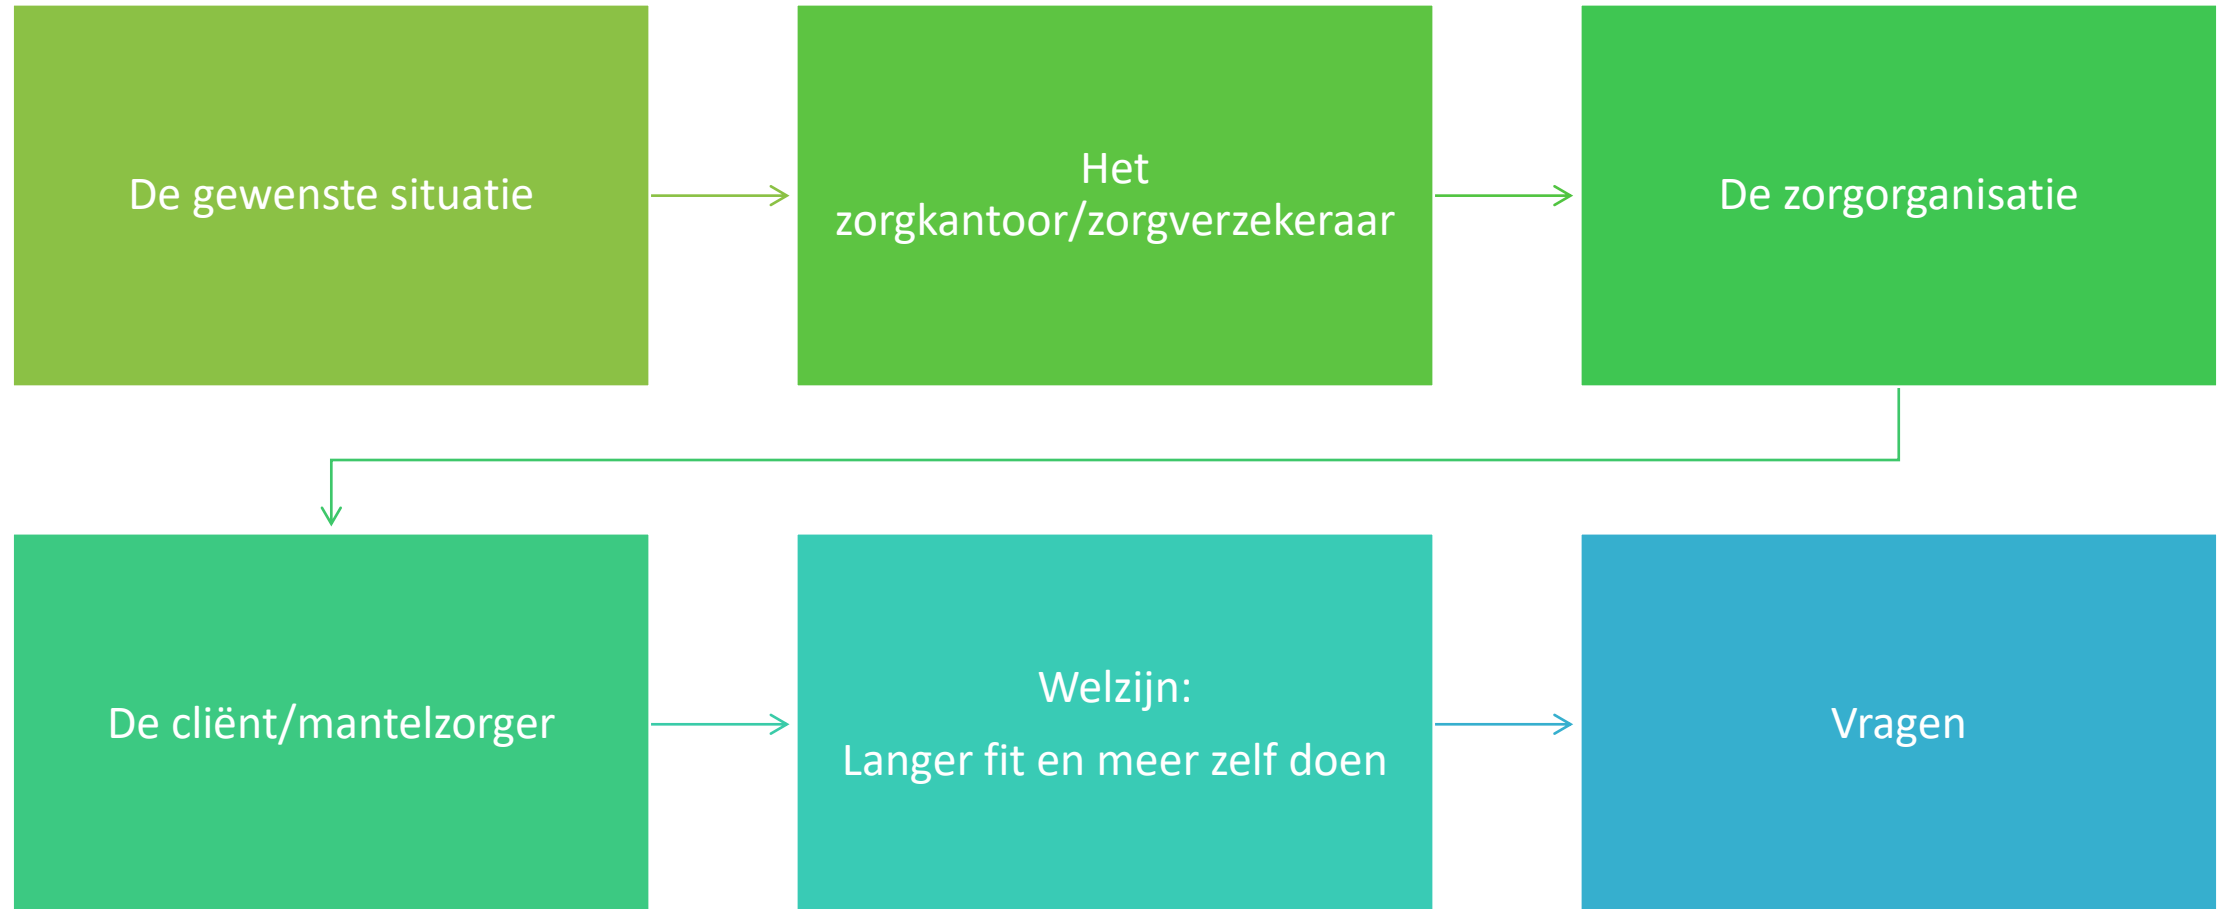 De gewenste situatie
Het
zorgkantoor/zorgverzekeraar
De zorgorganisatie
De cliënt/mantelzorger
Welzijn:
Langer fit en meer zelf doen
Vragen